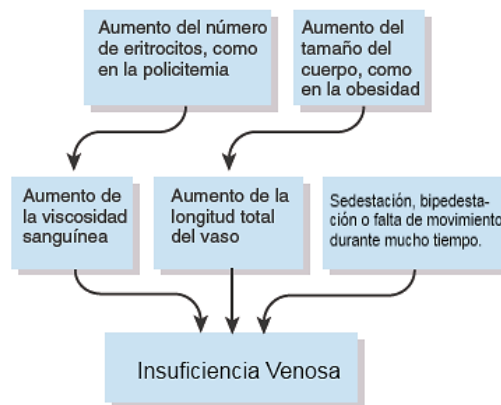 Aumento del número
de eritrocitos, como
en la policitemia
Aumento del
tamaño del
cuerpo, como
en la obesidad
Aumento de
la viscosidad
sanguínea
Aumento de la
longitud total
del vaso
Sedestación, bipedesta-
ción o falta de movimiento
durante mucho tiempo.
Insuficiencia Venosa